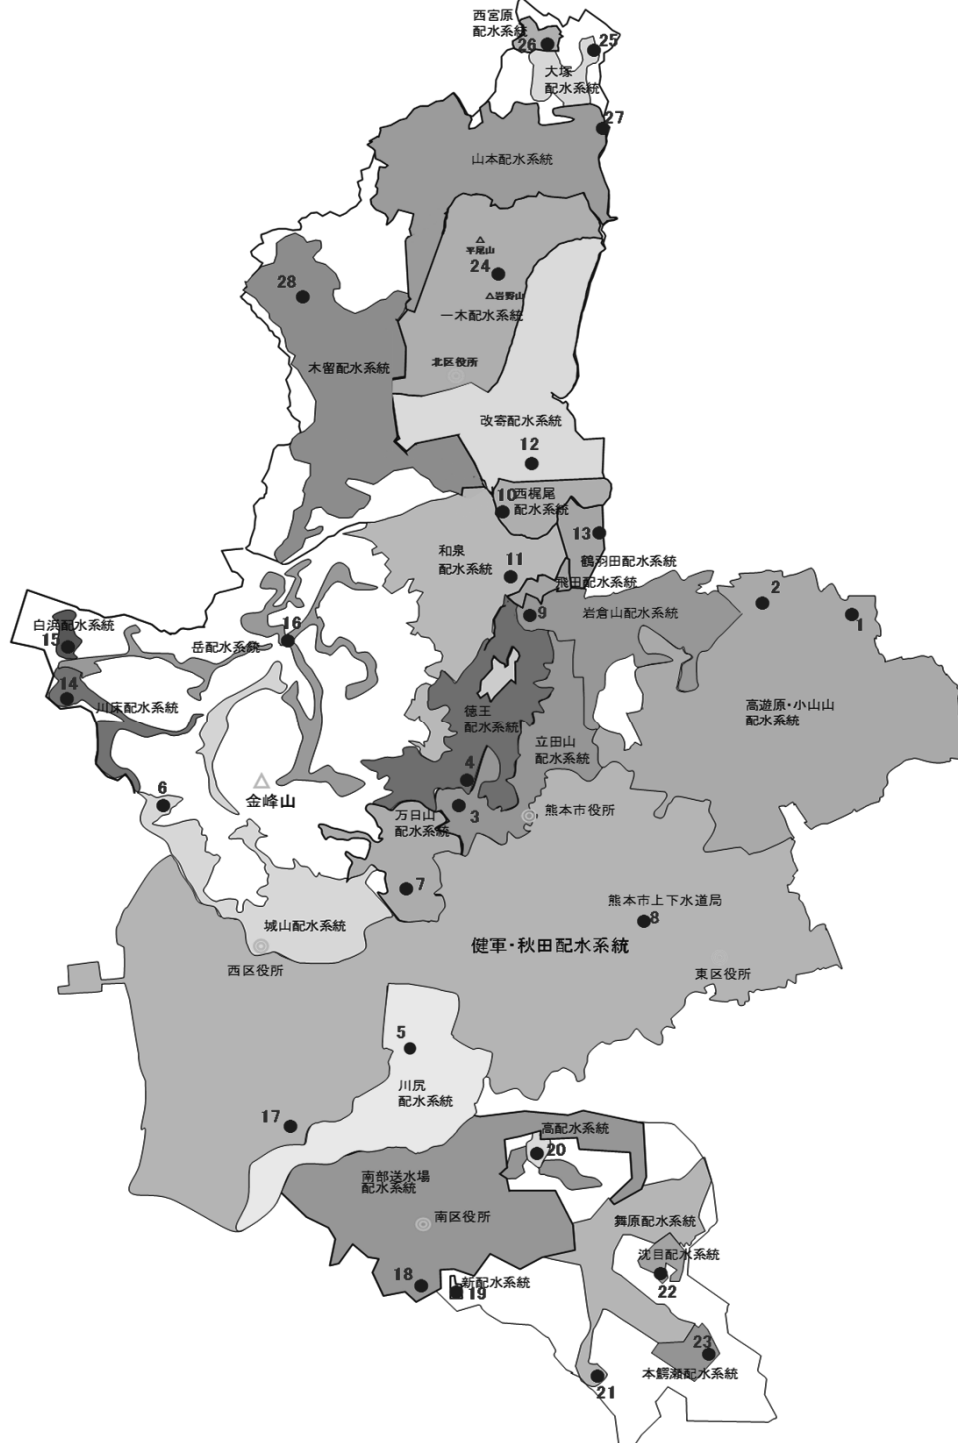 西宮原
配水系統
26
25
大塚
配水系統
27
山本配水系統
平尾山
24
28
岩野山
一木配水系統
北区役所
木留配水系統
改寄配水系統
12
10
西梶尾
配水系統
13
11
和泉
配水系統
鶴羽田配水系統
飛田配水系統
9
岩倉山配水系統
2
1
白浜配水系統
15
16
岳配水系統
14
川床配水系統
徳王
配水系統
高遊原・小山山
配水系統
立田山
配水系統
4
6
金峰山
3
万日山
配水系統
熊本市役所
7
熊本市上下水道局
8
城山配水系統
健軍・秋田配水系統
西区役所
東区役所
5
川尻
配水系統
17
高配水系統
20
南部送水場
配水系統
南区役所
舞原配水系統
沈目配水系統
18
新配水系統
19
22
23
本鰐瀬配水系統
21